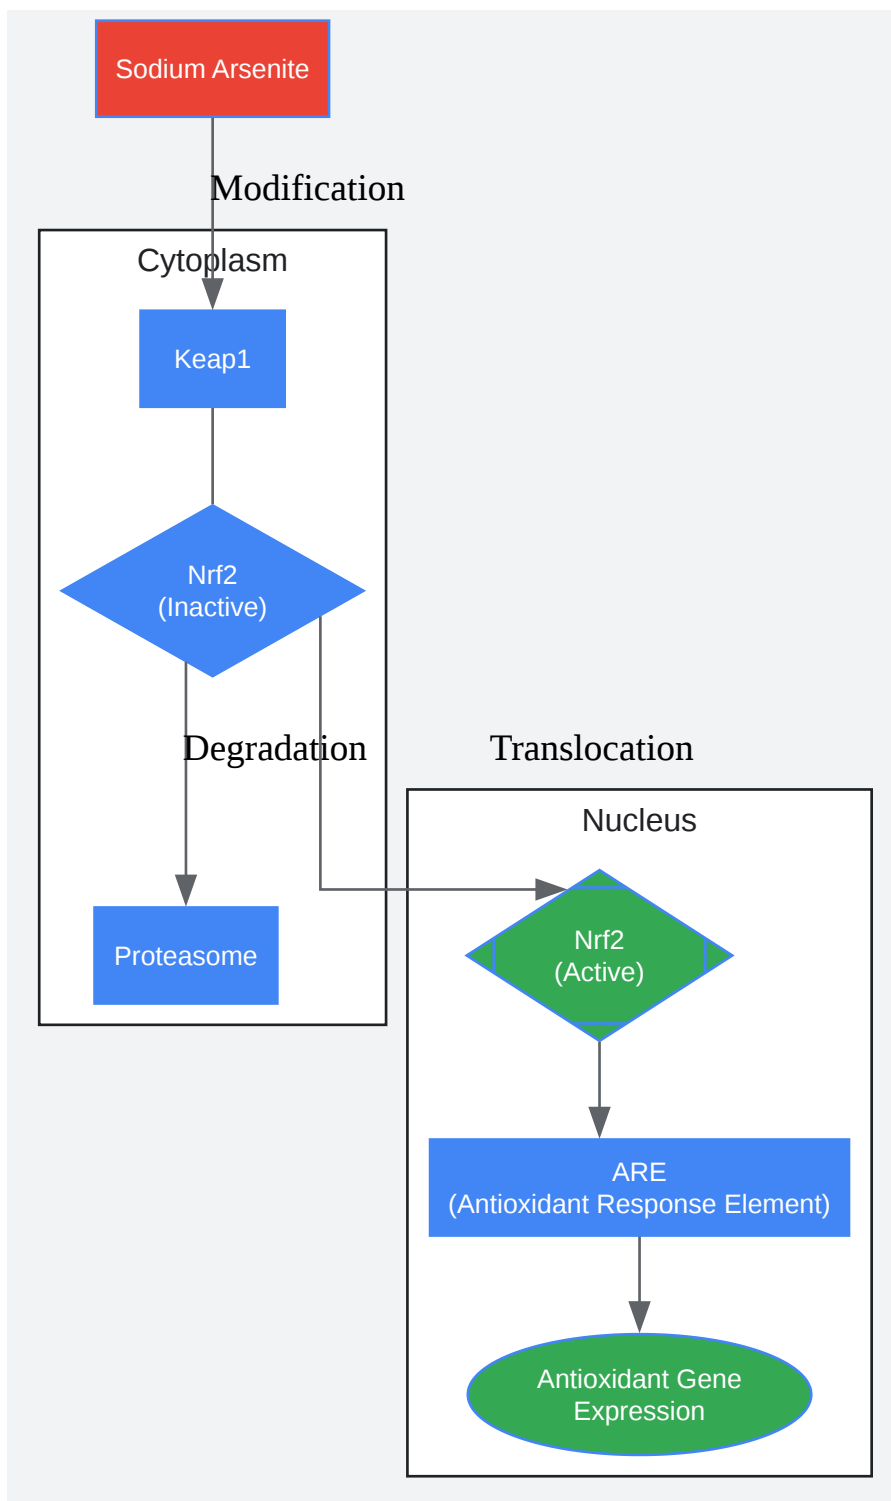 Sodium Arsenite
Modification
Cytoplasm
Keap1
Nrf2
(Inactive)
Degradation
Proteasome
Translocation
Nucleus
Nrf2
(Active)
ARE
(Antioxidant Response Element)
Antioxidant Gene
Expression